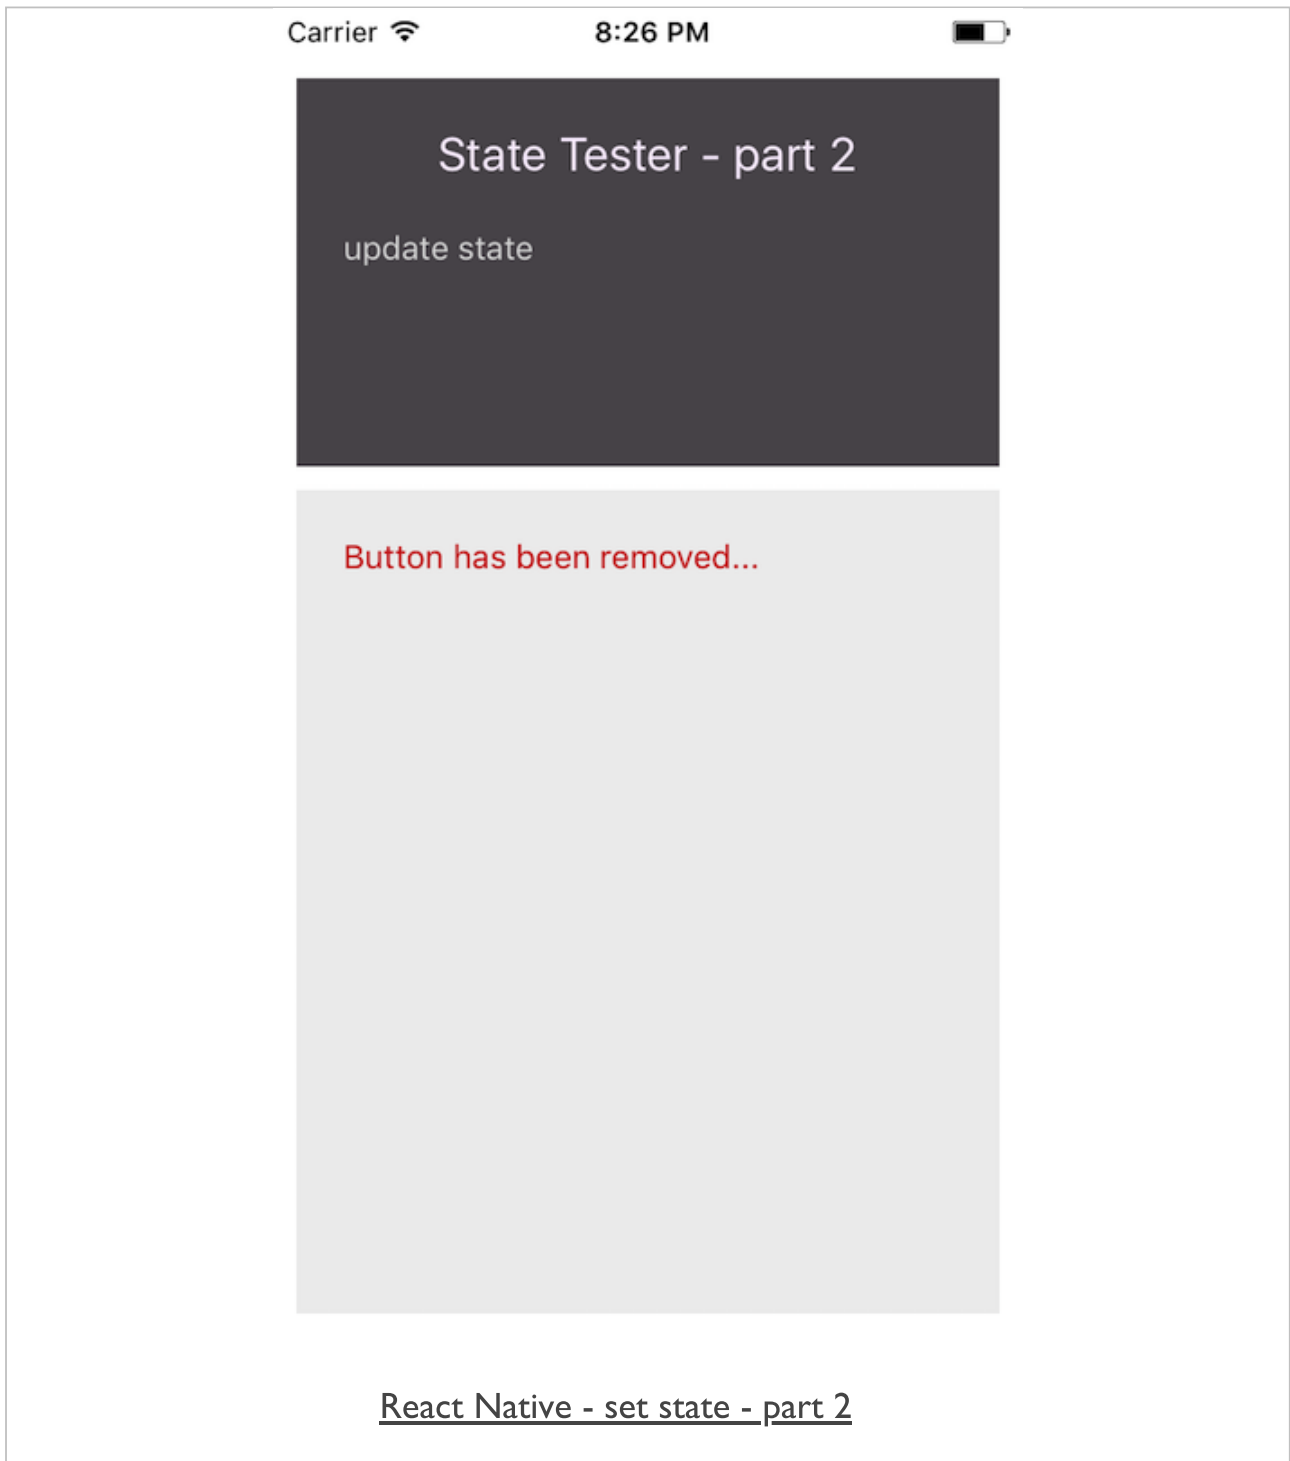 Carrier 8:26 PM
State Tester - part 2
update state
Button has been removed...
React Native - set state - part 2